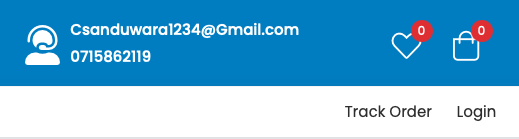 Csanduwara1234@Gmail.com
0715862119
0
0
Track Order
Login